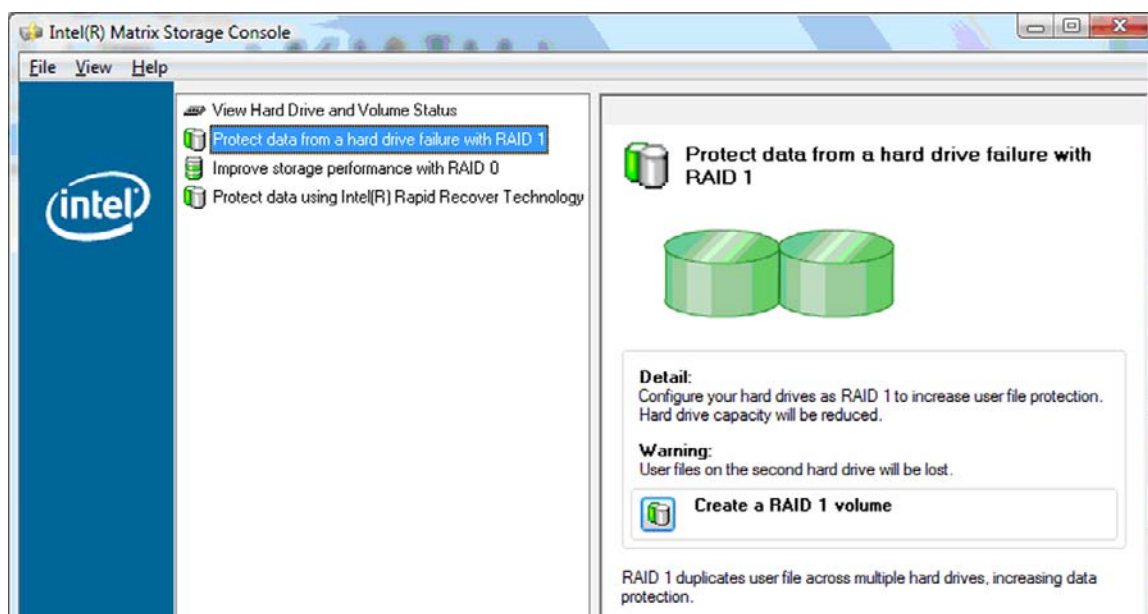 Intel(R) Matrix Storage Console
File View Help
intel
View Hard Drive and Volume Status
Protect data from a hard drive failure with RAID 1
Improve storage performance with RAID 0
Protect data using Intel(R) Rapid Recover Technology
Protect data from a hard drive failure with
RAID 1
Detail:
Configure your hard drives as RAID 1 to increase user file protection.
Hard drive capacity will be reduced.
Warning:
User files on the second hard drive will be lost.
Create a RAID 1 volume
RAID 1 duplicates user file across multiple hard drives, increasing data
protection.